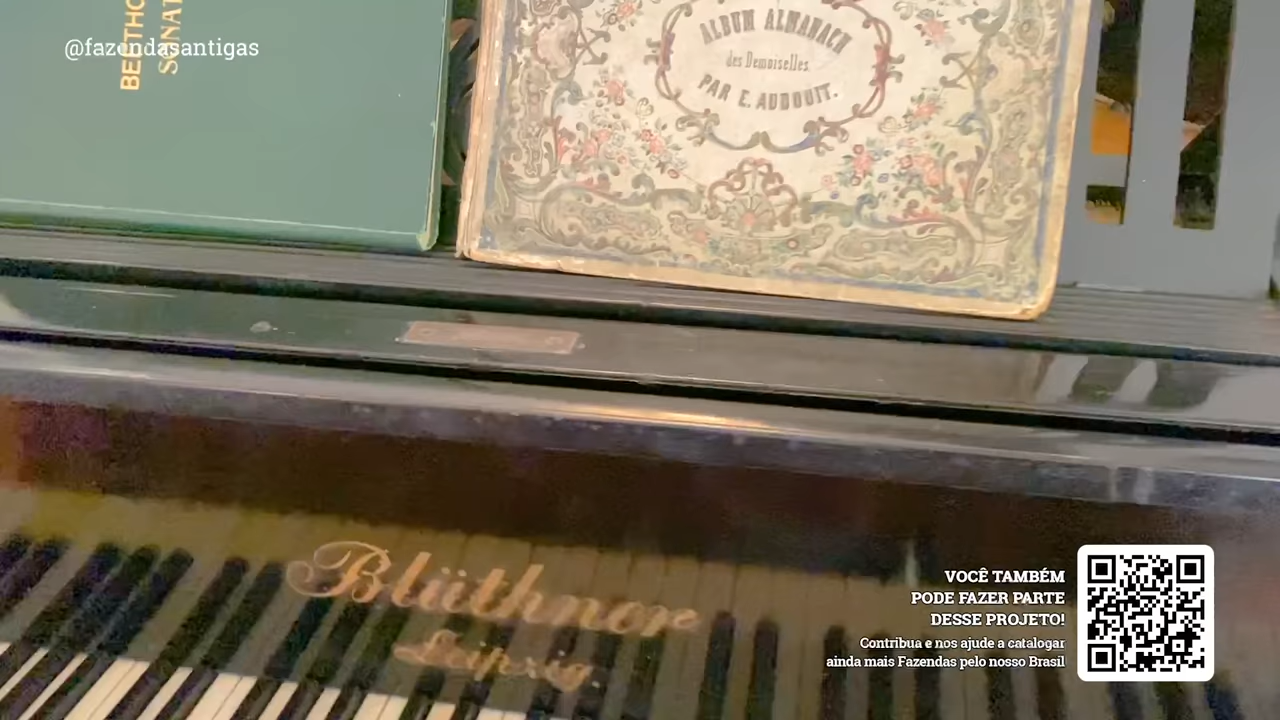 @fazendasantigas
BEETHO
SONAT
ALBUM ALMANACH
des Demoiselles
PAR E. AUDOUIT.
Blüthner
Leipzig
VOCÊ TAMBÉM
PODE FAZER PARTE
DESSE PROJETO!
Contribua e nos ajude a catalogar
ainda mais Fazendas pelo nosso Brasil